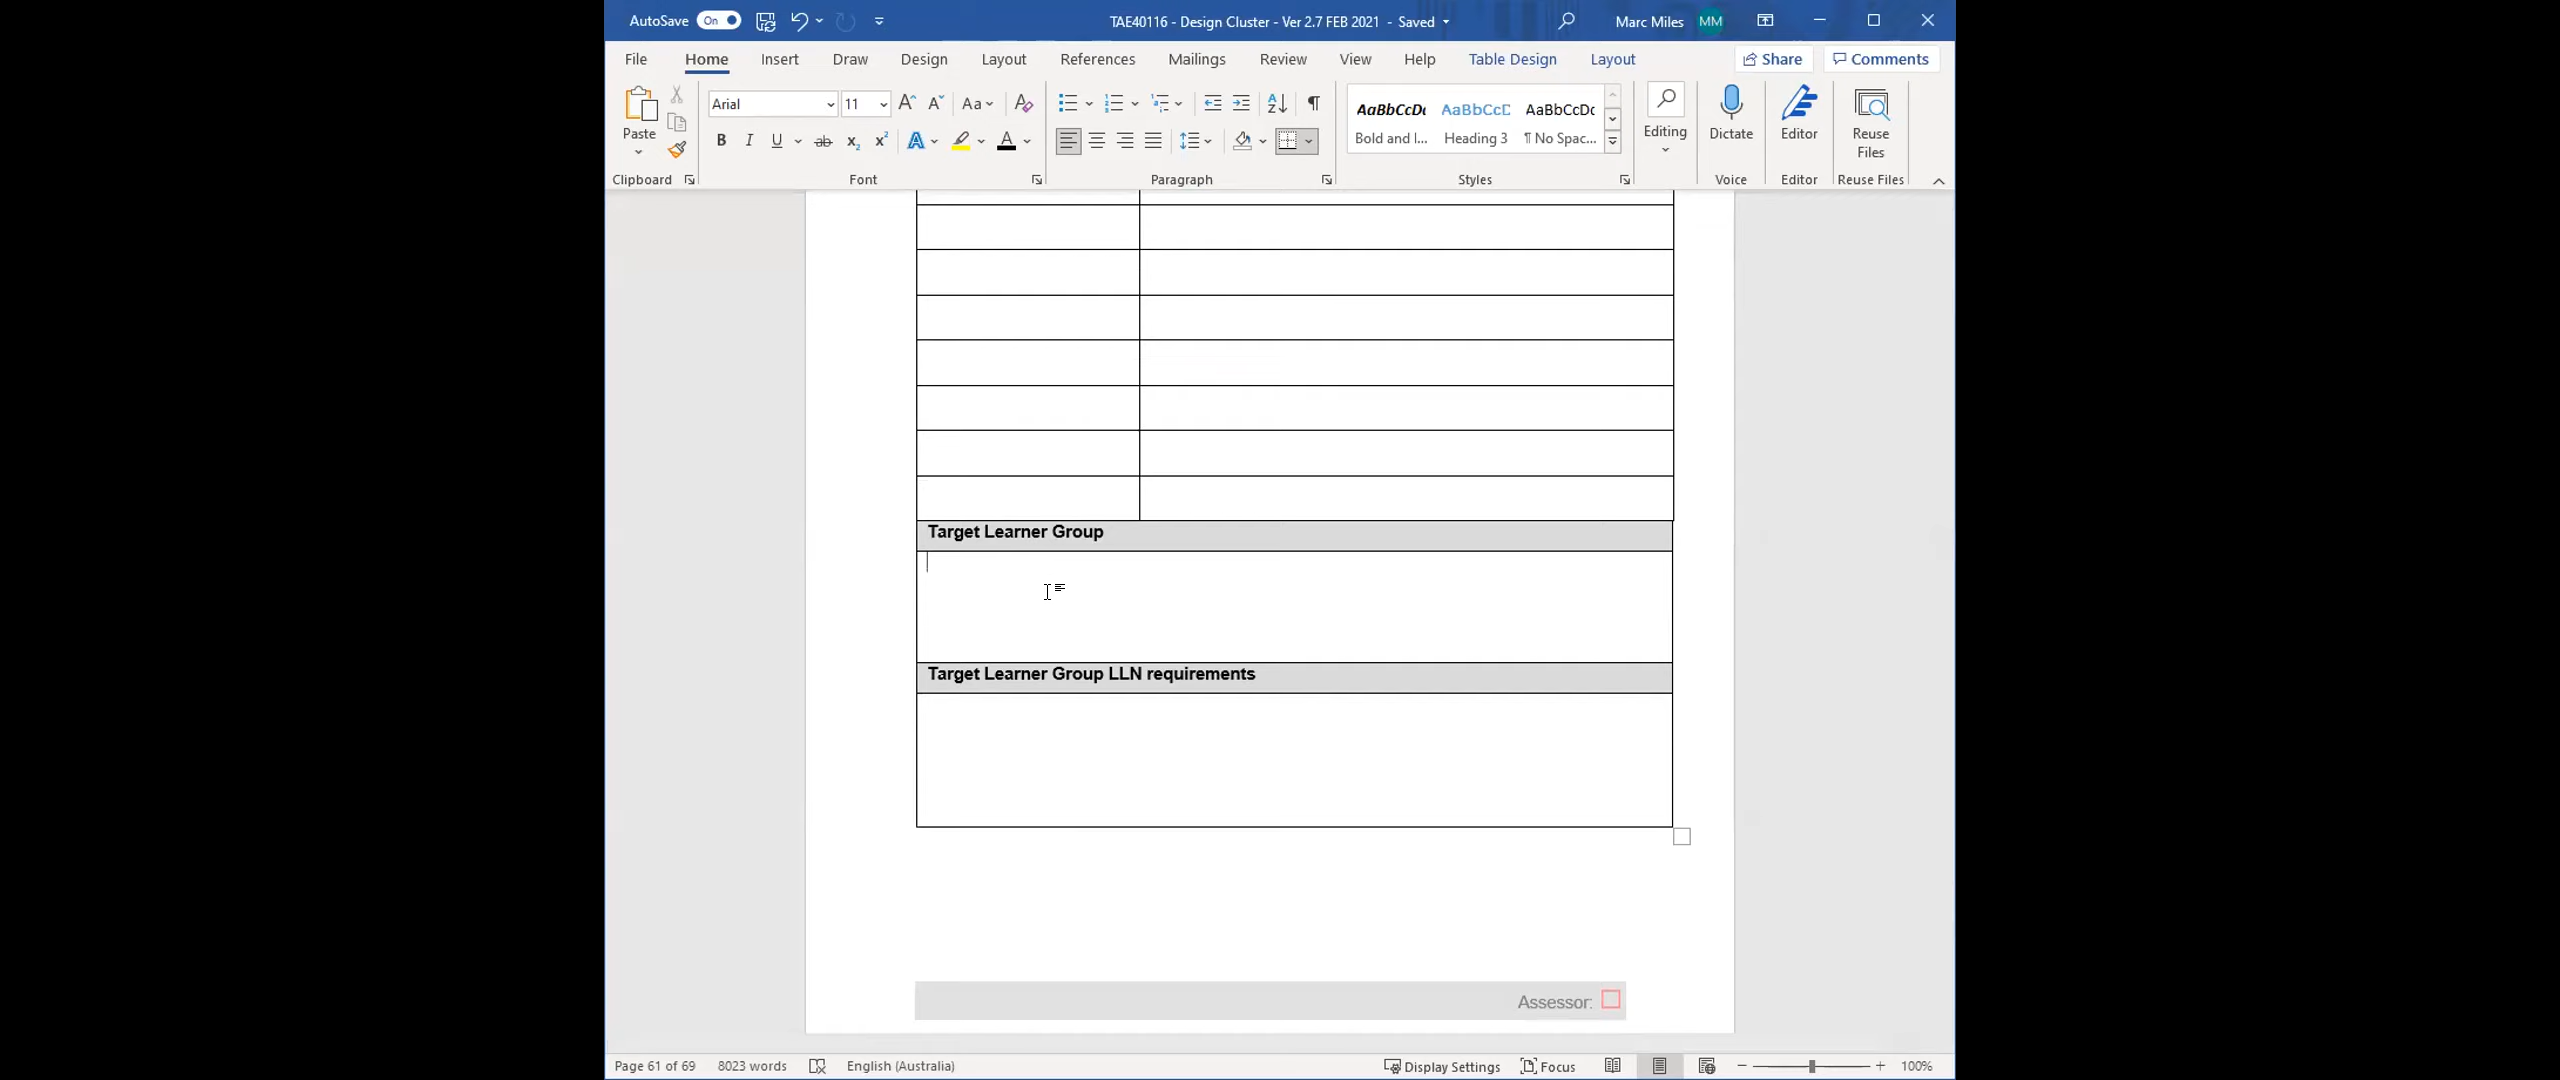 AutoSave On TAE40116 - Design Cluster - Ver 2.7 FEB 2021 - Saved Marc Miles MM
File Home Insert Draw Design Layout References Mailings Review View Help Table Design Layout Share Comments
Arial 11 Aa
Paste B I U ab x2 x2 A A
AaBbCcDc AaBbCcD AaBbCcDc
Bold and I... Heading 3 ¶ No Spac...
Editing Dictate Editor Reuse Files
Clipboard Font Paragraph Styles Voice Editor Reuse Files
Target Learner Group
Target Learner Group LLN requirements
Assessor:
Page 61 of 69 8023 words English (Australia) Display Settings Focus 100%